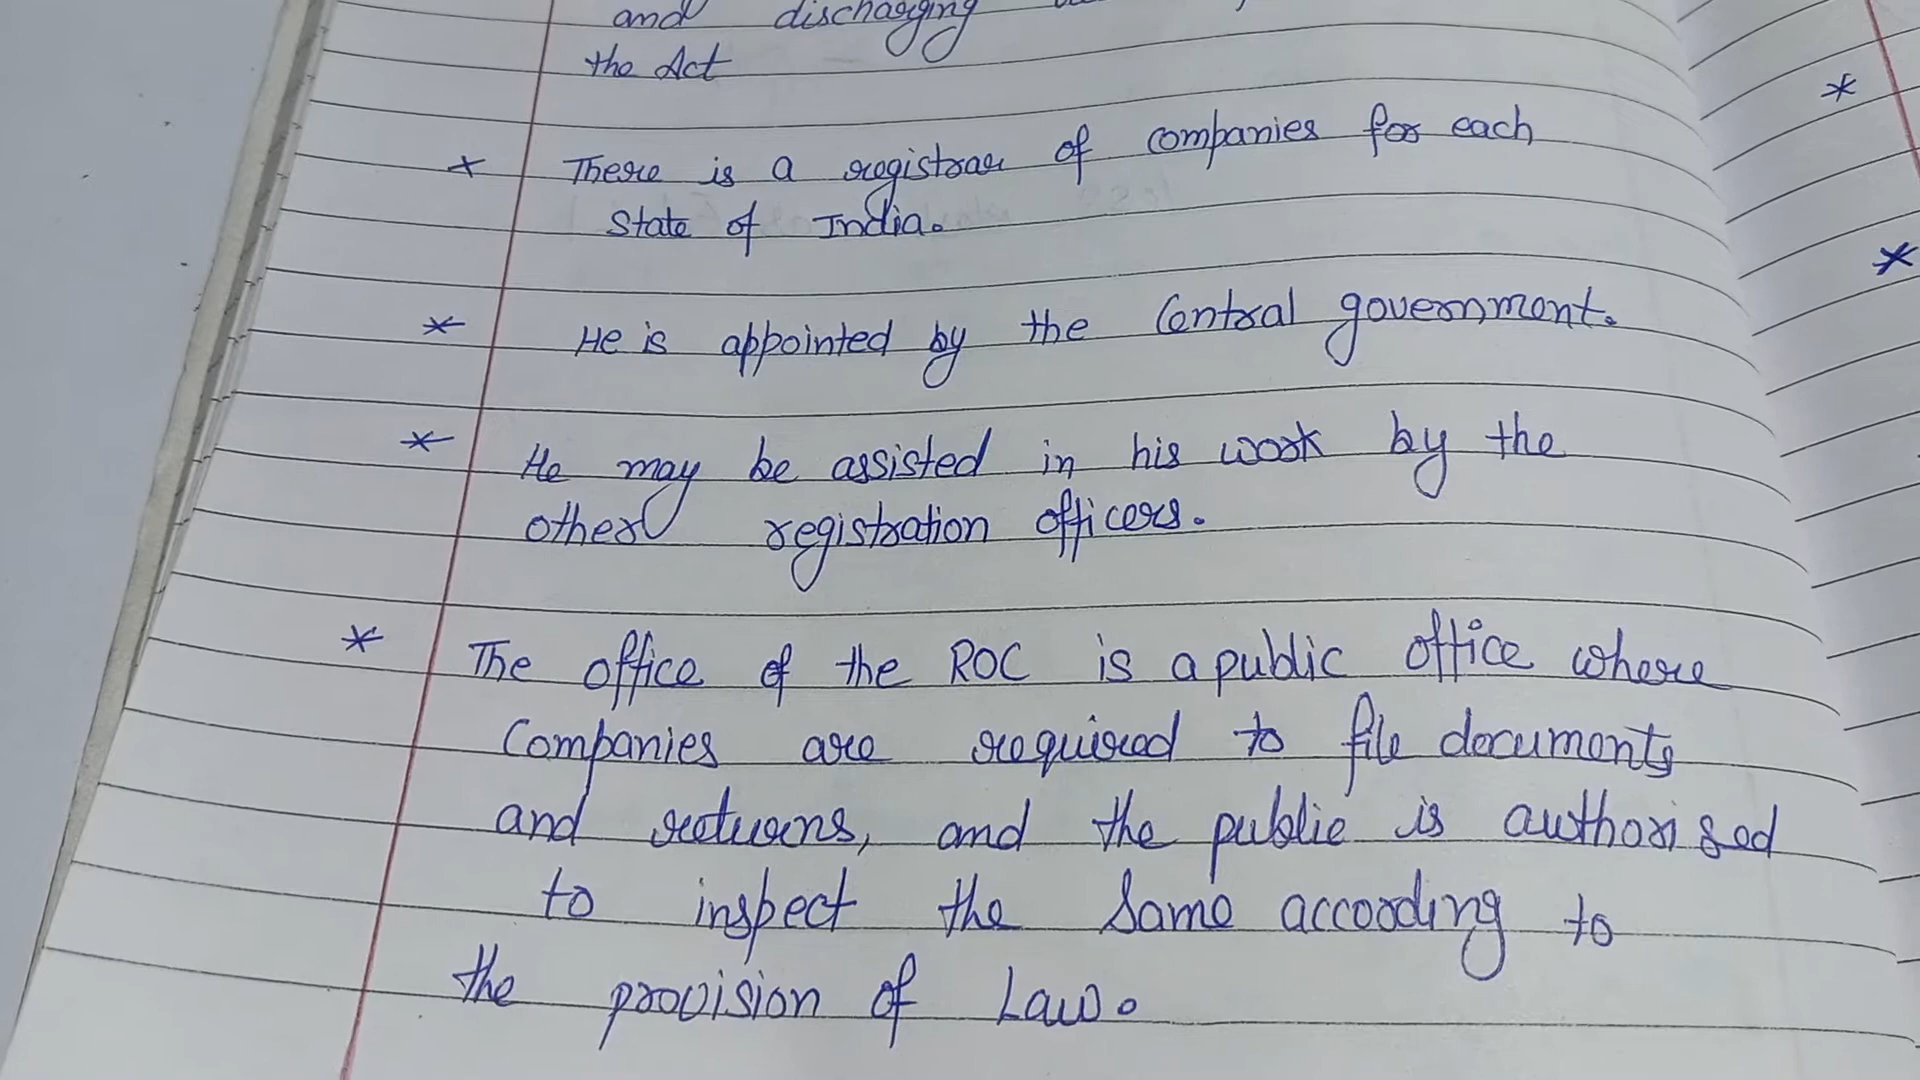 and discharging
the Act
* There is a registrar of companies for each
State of India.
* He is appointed by the Central government.
* He may be assisted in his work by the
other registration officers.
* The office of the ROC is a public office where
Companies are required to file documents
and returns, and the public is authorised
to inspect the Same according to
the provision of Law.
*
*